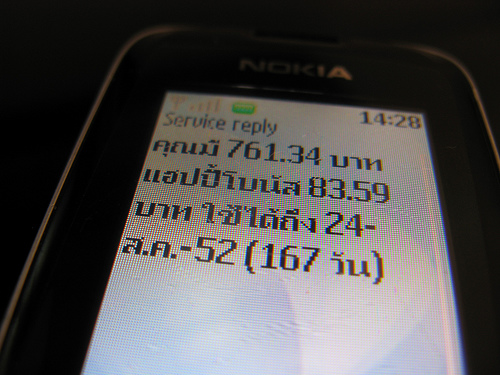 NOKIA
14:28
Service reply
คุณมี 761.34 บาท
แฮปปี้โบนัส 83.59
บาท ใช้ได้ถึง 24-
ส.ค.-52 (167 วัน)